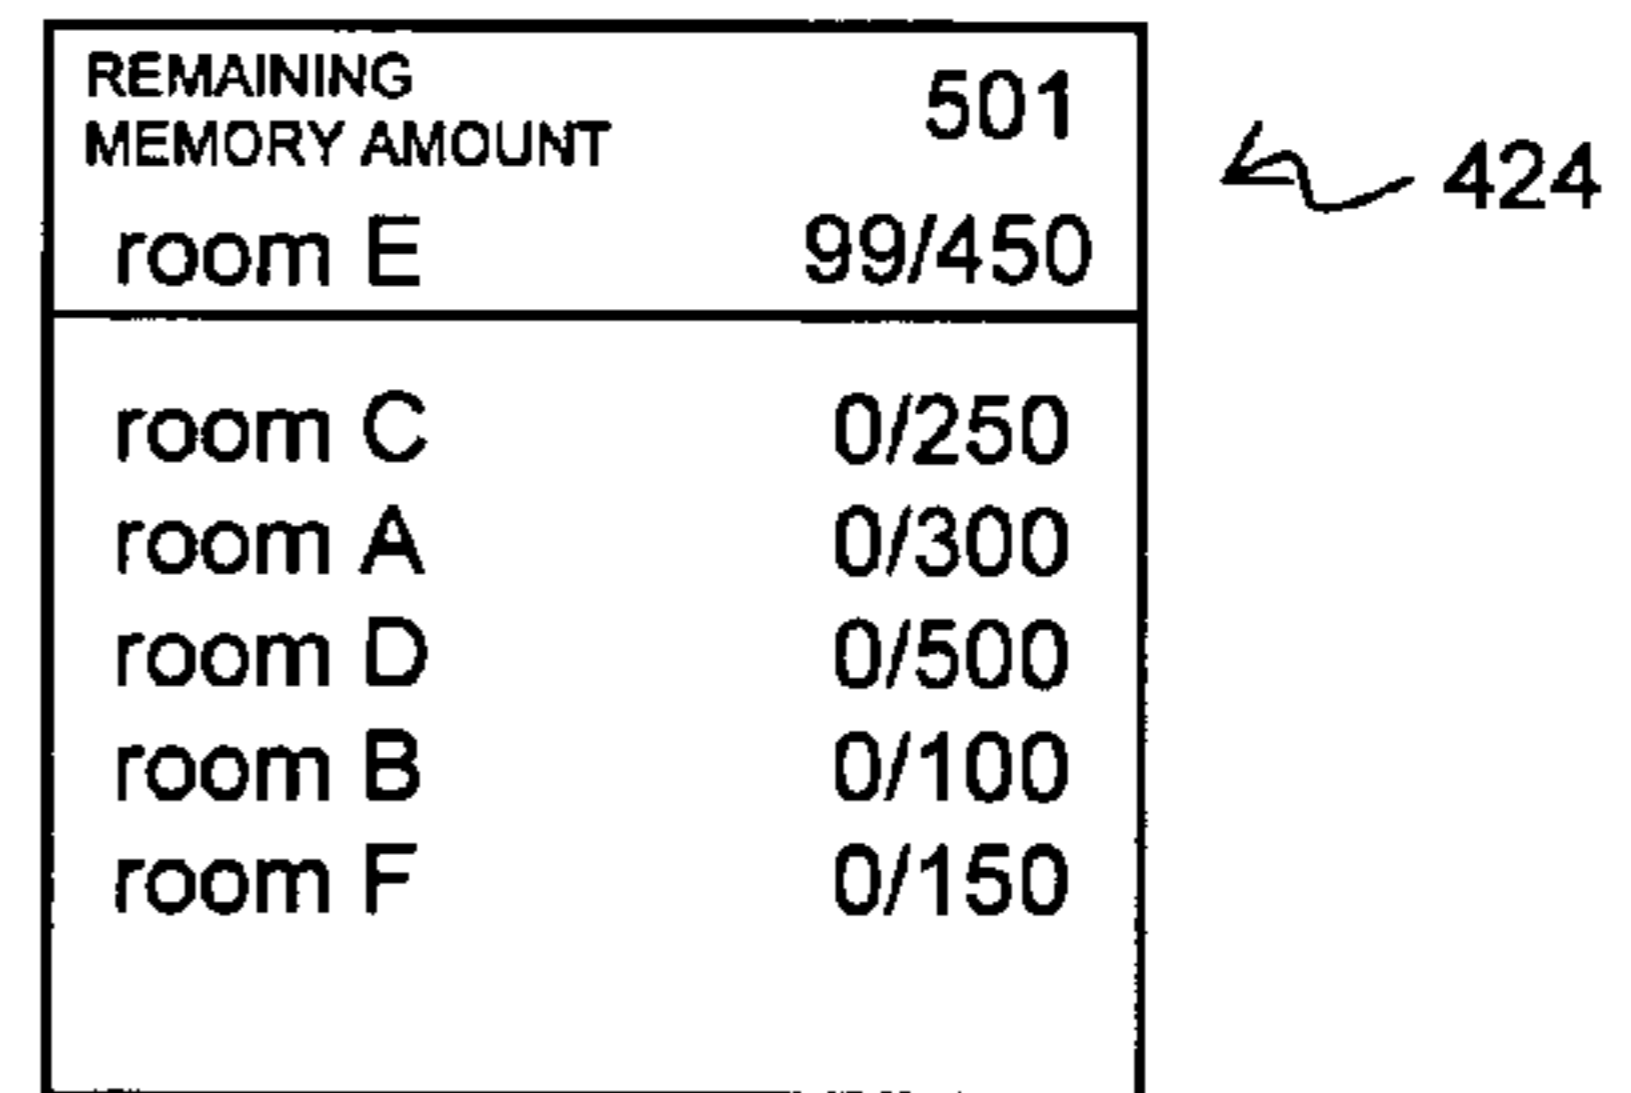 REMAINING
MEMORY AMOUNT 501
room E 99/450
room C 0/250
room A 0/300
room D 0/500
room B 0/100
room F 0/150
424